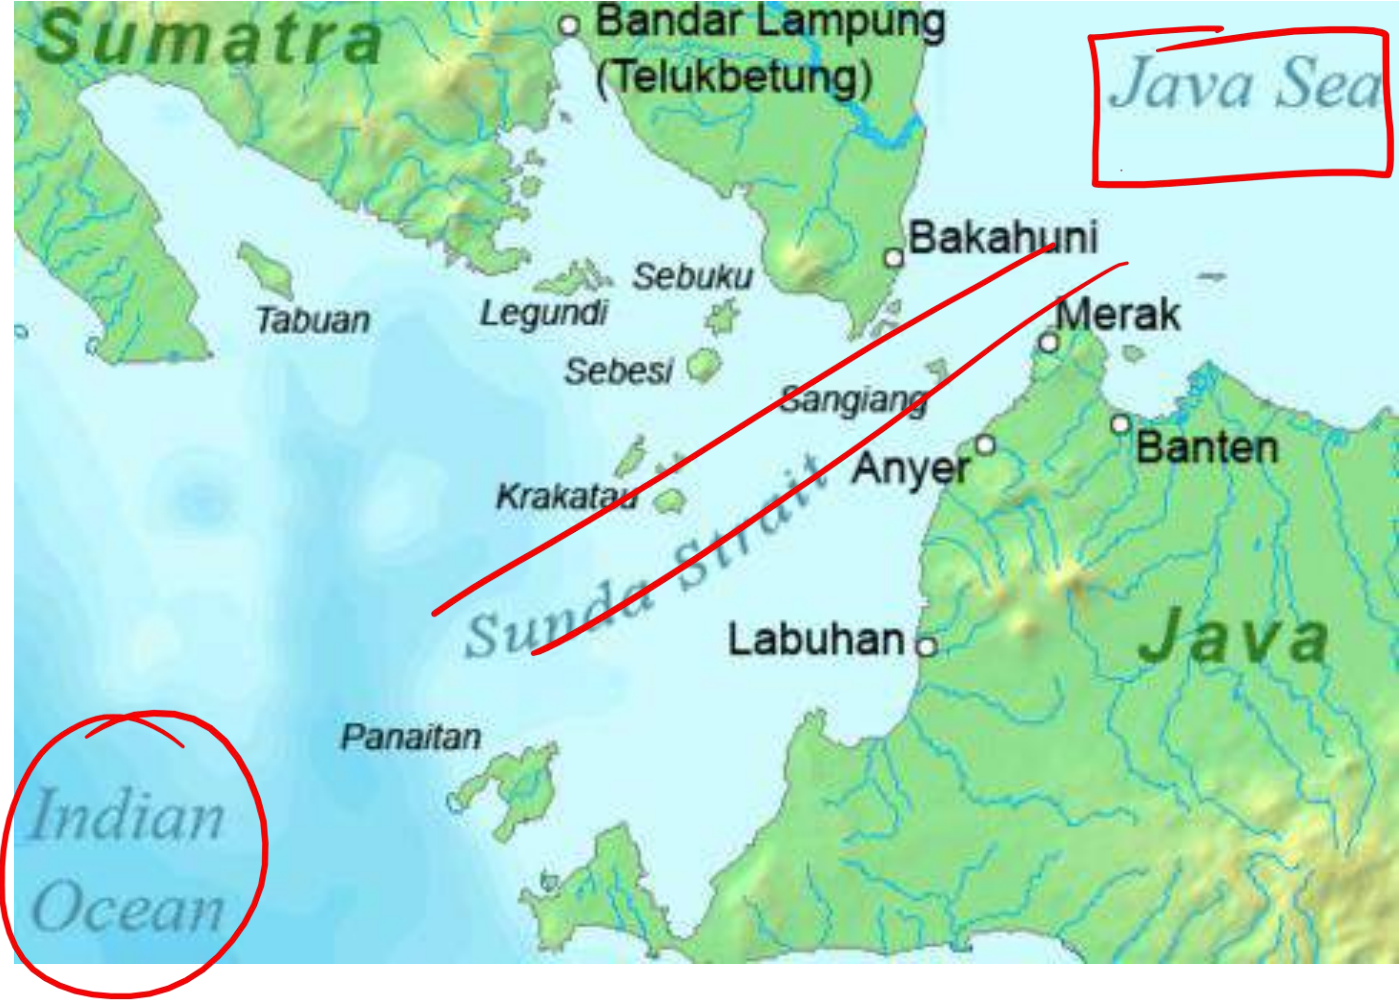 Sumatra
Bandar Lampung
(Telukbetung)
Java Sea
Bakahuni
Sebuku
Legundi
Tabuan
Merak
Sebesi
Sangiang
Anyer
Banten
Krakatau
Sunda Strait
Labuhan
Java
Panaitan
Indian
Ocean